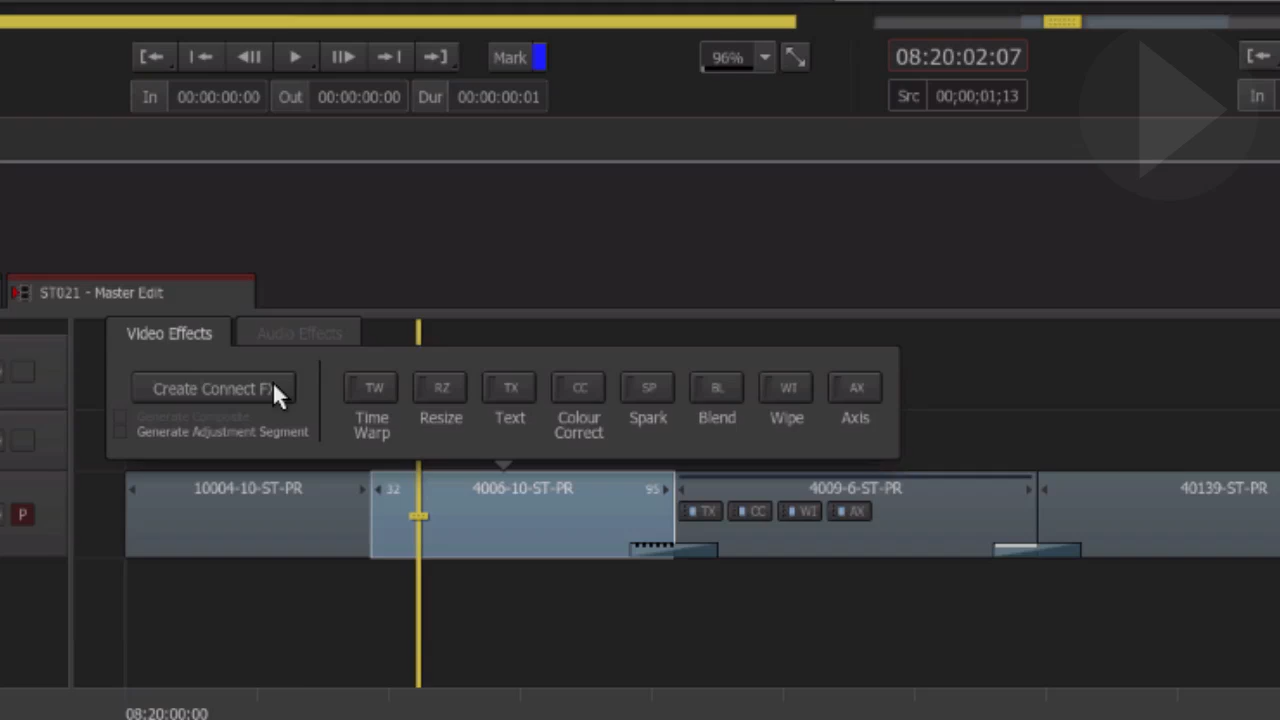 Mark
96%
08:20:02:07
In 00:00:00:00 Out 00:00:00:00 Dur 00:00:00:01
Src 00;00;01;13
In
ST021 - Master Edit
Video Effects Audio Effects
Create Connect FX
TW RZ TX CC SP BL WI AX
Time Warp Resize Text Colour Correct Spark Blend Wipe Axis
Generate Composite
Generate Adjustment Segment
10004-10-ST-PR 32 4006-10-ST-PR 95 4009-6-ST-PR 40139-ST-PR
P TX CC WI AX
08:20:00:00